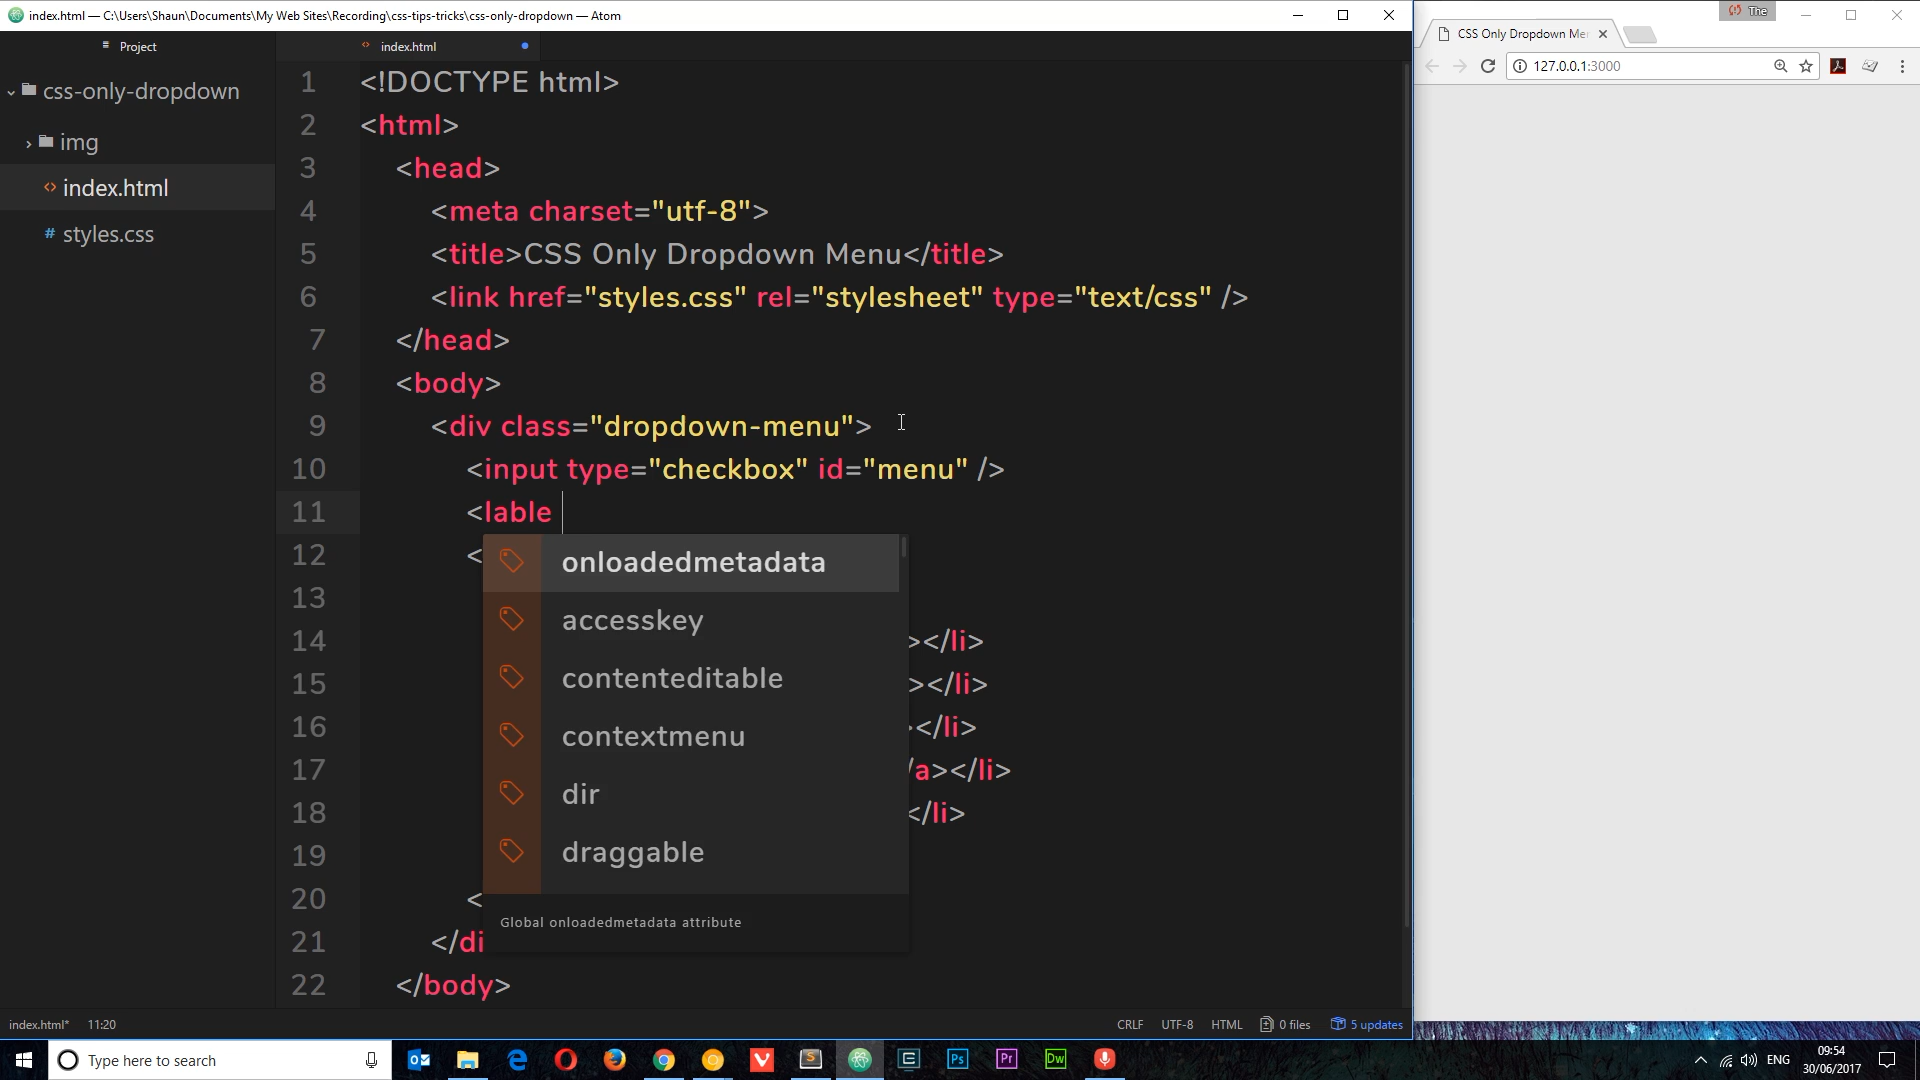 index.html — C:\Users\Shaun\Documents\My Web Sites\Recording\css-tips-tricks\css-only-dropdown — Atom
Project
css-only-dropdown
img
index.html
styles.css
index.html
1 <!DOCTYPE html>
2 <html>
3 <head>
4 <meta charset="utf-8">
5 <title>CSS Only Dropdown Menu</title>
6 <link href="styles.css" rel="stylesheet" type="text/css" />
7 </head>
8 <body>
9 <div class="dropdown-menu">
10 <input type="checkbox" id="menu" />
11 <lable
12 <
13
14 ></li>
15 ></li>
16 ></li>
17 /a></li>
18 </li>
19
20 <
21 </di
22 </body>
onloadedmetadata
accesskey
contenteditable
contextmenu
dir
draggable
Global onloadedmetadata attribute
index.html* 11:20
CRLF UTF-8 HTML 0 files 5 updates
The
CSS Only Dropdown Me
127.0.0.1:3000
Type here to search
Ps Pr Dw
ENG
09:54
30/06/2017